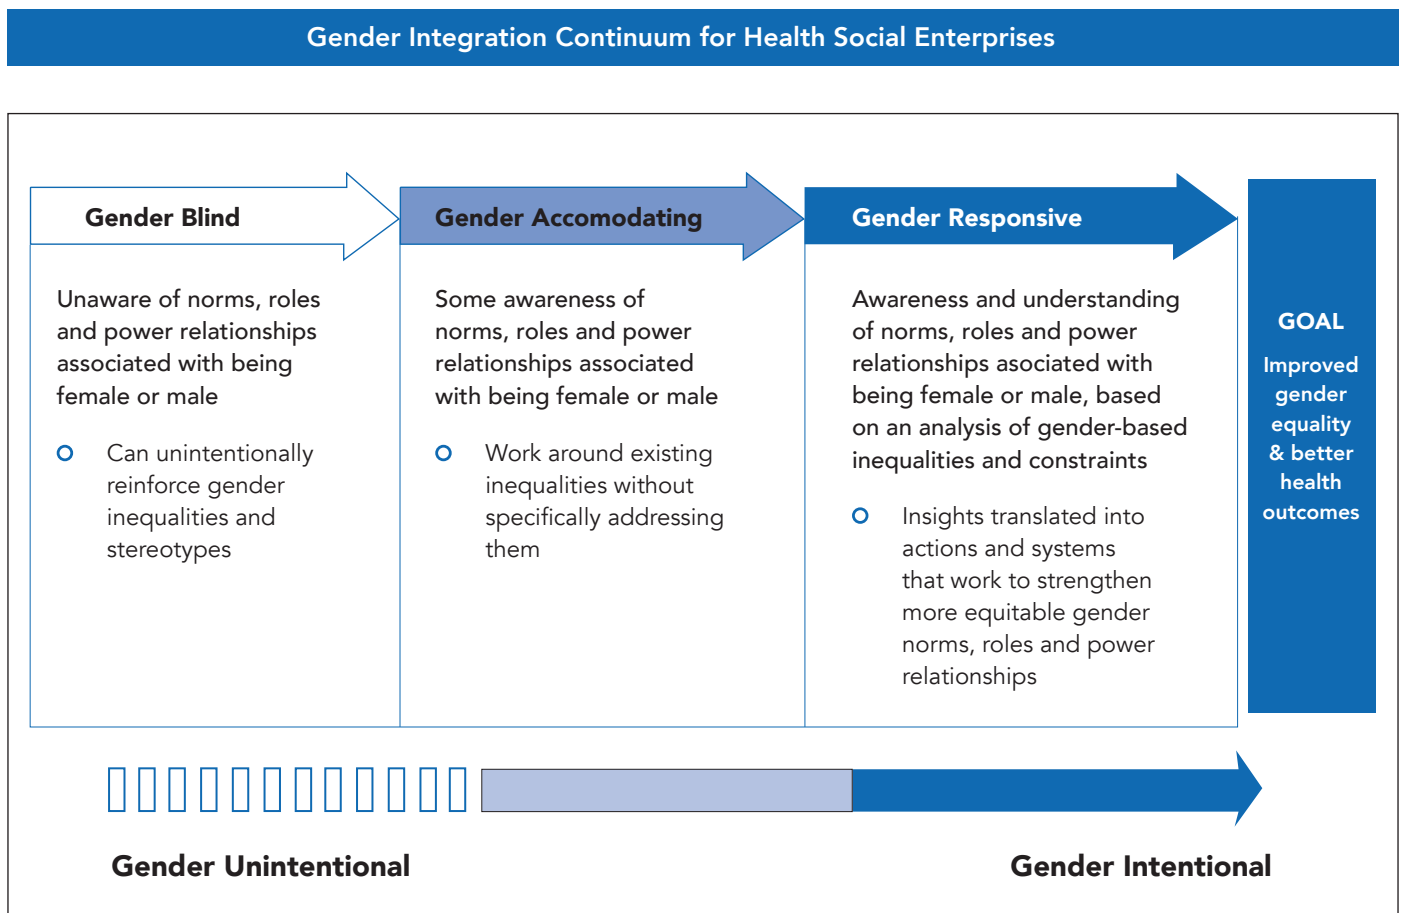 Gender Integration Continuum for Health Social Enterprises
Gender Blind
Unaware of norms, roles
and power relationships
associated with being
female or male
Can unintentionally
reinforce gender
inequalities and
stereotypes
Gender Accomodating
Some awareness of
norms, roles and power
relationships associated
with being female or male
Work around existing
inequalities without
specifically addressing
them
Gender Responsive
Awareness and understanding
of norms, roles and power
relationships asociated with
being female or male, based
on an analysis of gender-based
inequalities and constraints
Insights translated into
actions and systems
that work to strengthen
more equitable gender
norms, roles and power
relationships
GOAL
Improved
gender
equality
& better
health
outcomes
Gender Unintentional
Gender Intentional